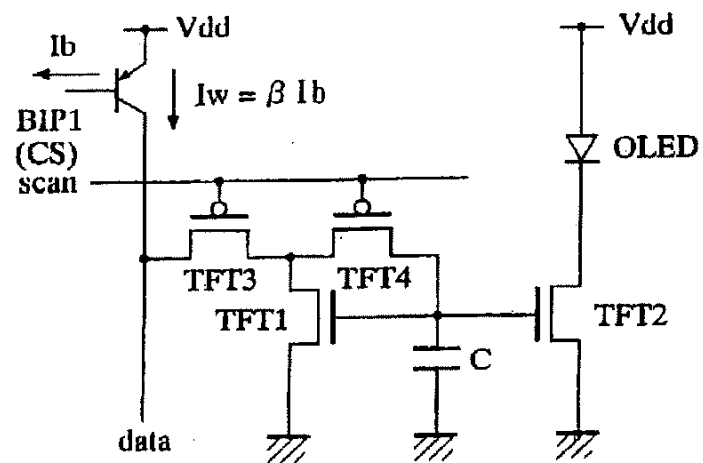 Vdd
Vdd
Ib
Iw = β Ib
BIP1
(CS)
scan
OLED
TFT3
TFT4
TFT1
TFT2
C
data